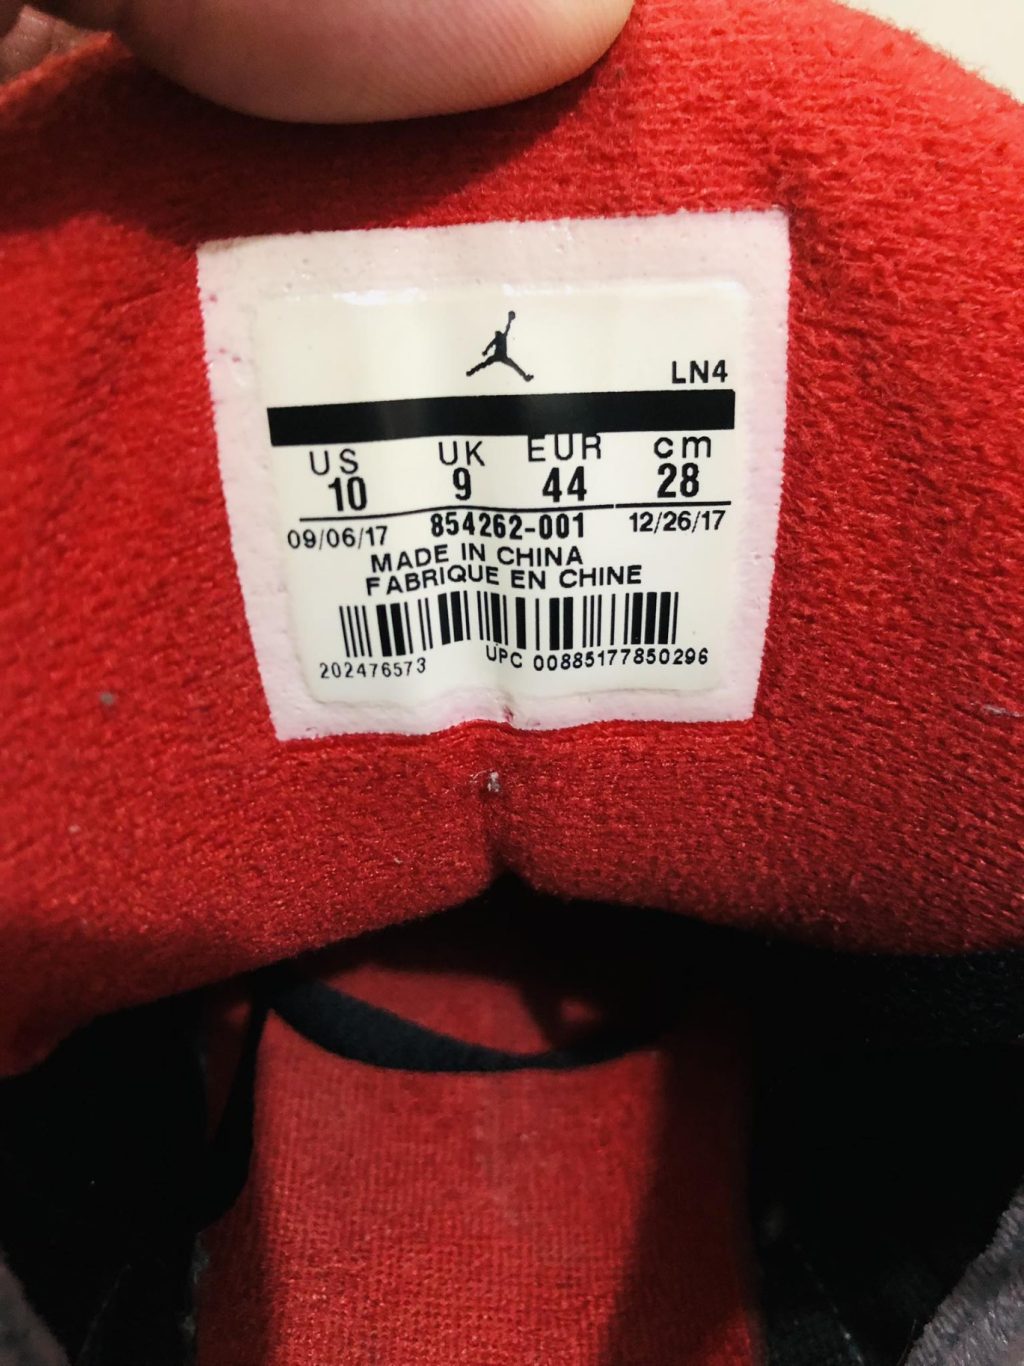 LN4
US UK EUR cm
10 9 44 28
09/06/17 854262-001 12/26/17
MADE IN CHINA
FABRIQUE EN CHINE
202476573 UPC 00885177850296